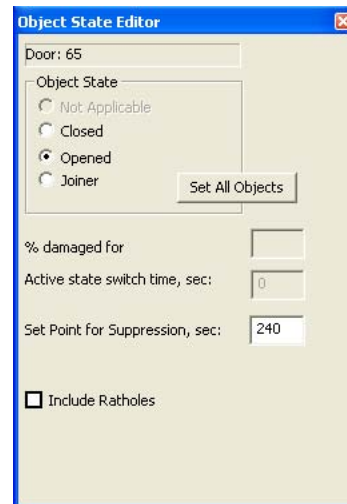 Object State Editor
Door: 65
Object State
Not Applicable
Closed
Opened
Joiner
Set All Objects
% damaged for
Active state switch time, sec:
0
Set Point for Suppression, sec:
240
Include Ratholes